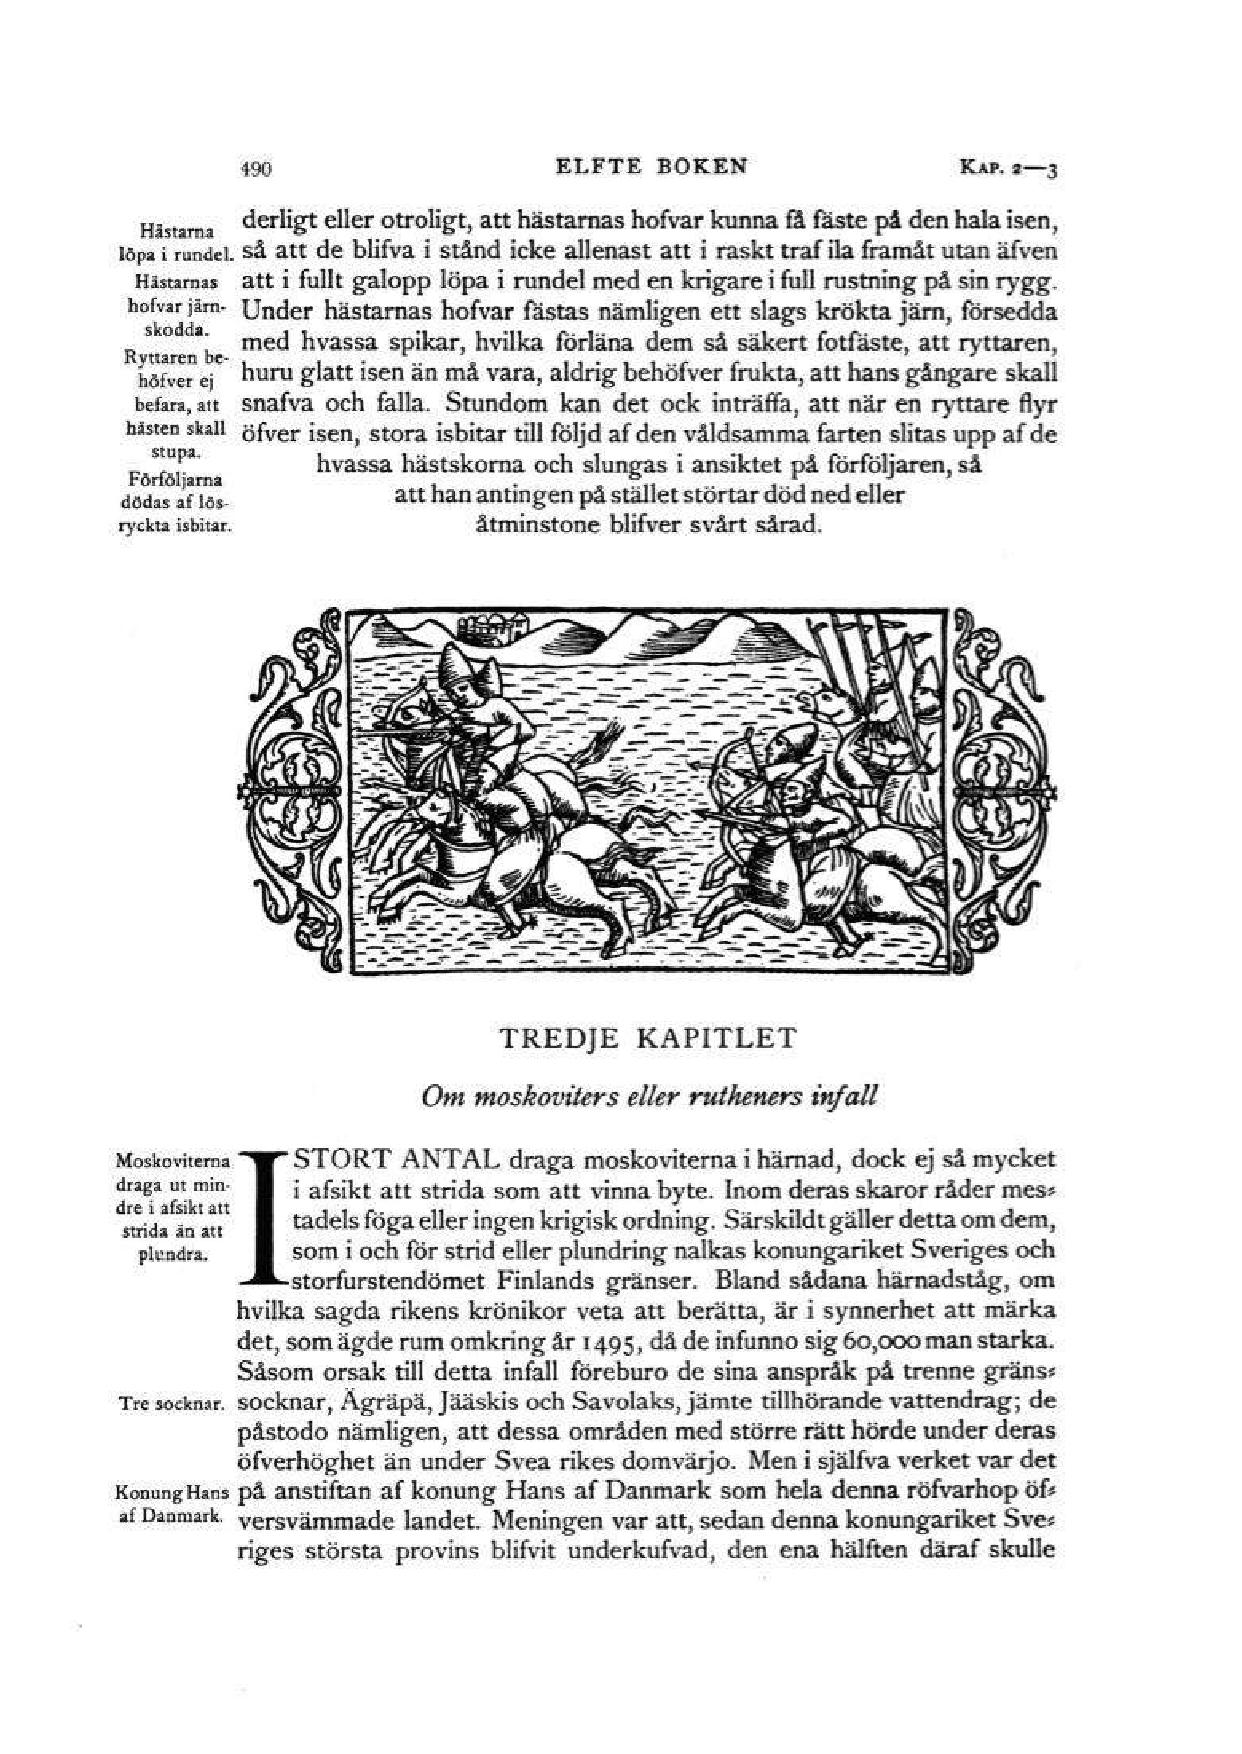 490
ELFTE BOKEN
KAP. 2—3
Hästarna
löpa i rundel.
Hästarnas
hofvar järn-
skodda.
Ryttaren be-
höfver ej
befara, att
hästen skall
stupa.
Förföljarna
dödas af lös-
ryckta isbitar.
derligt eller otroligt, att hästarnas hofvar kunna få fäste på den hala isen,
så att de blifva i stånd icke allenast att i raskt traf ila framåt utan äfven
att i fullt galopp löpa i rundel med en krigare i full rustning på sin rygg.
Under hästarnas hofvar fästas nämligen ett slags krökta järn, försedda
med hvassa spikar, hvilka förläna dem så säkert fotfäste, att ryttaren,
huru glatt isen än må vara, aldrig behöfver frukta, att hans gångare skall
snafva och falla. Stundom kan det ock inträffa, att när en ryttare flyr
öfver isen, stora isbitar till följd af den våldsamma farten slitas upp af de
hvassa hästskorna och slungas i ansiktet på förföljaren, så
att han antingen på stället störtar död ned eller
åtminstone blifver svårt sårad.
TREDJE KAPITLET
Om moskoviters eller rutheners infall
Moskoviterna
draga ut min-
dre i afsikt att
strida än att
plundra.
I STORT ANTAL draga moskoviterna i härnad, dock ej så mycket
i afsikt att strida som att vinna byte. Inom deras skaror råder mes-
tadels föga eller ingen krigisk ordning. Särskildt gäller detta om dem,
som i och för strid eller plundring nalkas konungariket Sveriges och
storfurstendömet Finlands gränser. Bland sådana härnadståg, om
hvilka sagda rikens krönikor veta att berätta, är i synnerhet att märka
det, som ägde rum omkring år 1495, då de infunno sig 60,000 man starka.
Såsom orsak till detta infall föreburo de sina anspråk på trenne gräns-
Tre socknar.
socknar, Ägräpä, Jääskis och Savolaks, jämte tillhörande vattendrag; de
påstodo nämligen, att dessa områden med större rätt hörde under deras
öfverhöghet än under Svea rikes domvärjo. Men i själfva verket var det
Konung Hans
af Danmark.
på anstiftan af konung Hans af Danmark som hela denna röfvarhop öf-
versvämmade landet. Meningen var att, sedan denna konungariket Sve-
riges största provins blifvit underkufvad, den ena hälften däraf skulle